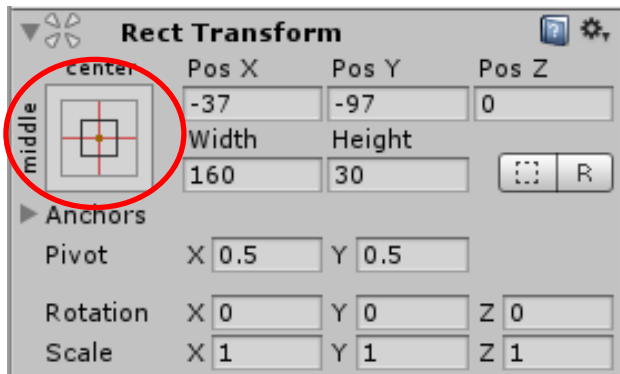 Rect Transform
center Pos X Pos Y Pos Z
middle
-37 -97 0
Width Height
160 30 R
Anchors
Pivot X 0.5 Y 0.5
Rotation X 0 Y 0 Z 0
Scale X 1 Y 1 Z 1